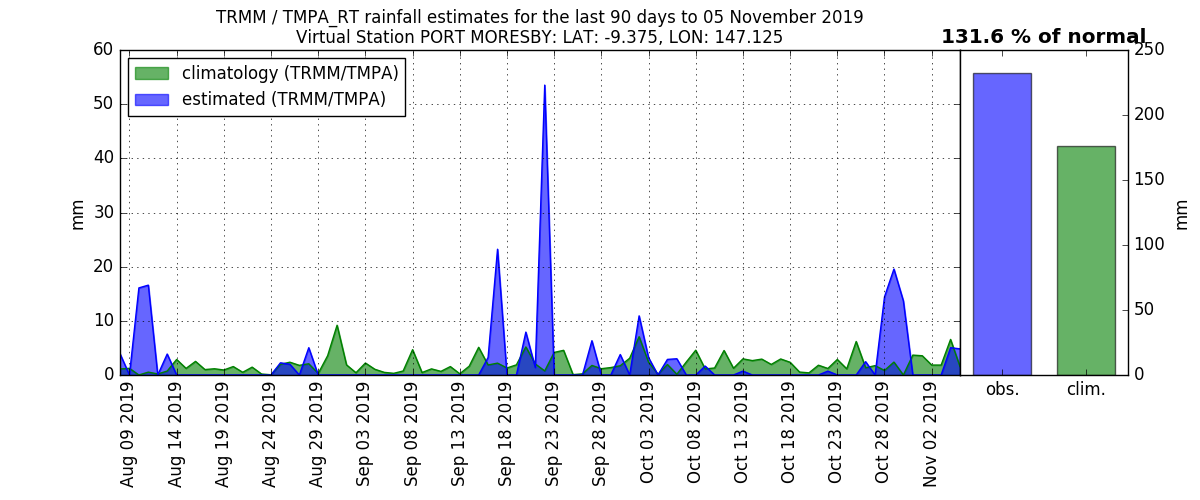 TRMM / TMPA_RT rainfall estimates for the last 90 days to 05 November 2019
Virtual Station PORT MORESBY: LAT: -9.375, LON: 147.125
131.6 % of normal
climatology (TRMM/TMPA)
estimated (TRMM/TMPA)
60
50
40
30
20
10
0
mm
250
200
150
100
50
0
mm
Aug 09 2019
Aug 14 2019
Aug 19 2019
Aug 24 2019
Aug 29 2019
Sep 03 2019
Sep 08 2019
Sep 13 2019
Sep 18 2019
Sep 23 2019
Sep 28 2019
Oct 03 2019
Oct 08 2019
Oct 13 2019
Oct 18 2019
Oct 23 2019
Oct 28 2019
Nov 02 2019
obs.
clim.